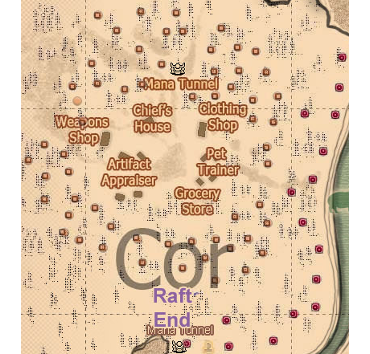 Mana Tunnel
Chief's
House
Clothing
Shop
Weapons
Shop
Pet
Trainer
Artifact
Appraiser
Grocery
Store
Cor
Raft
End
Mana Tunnel